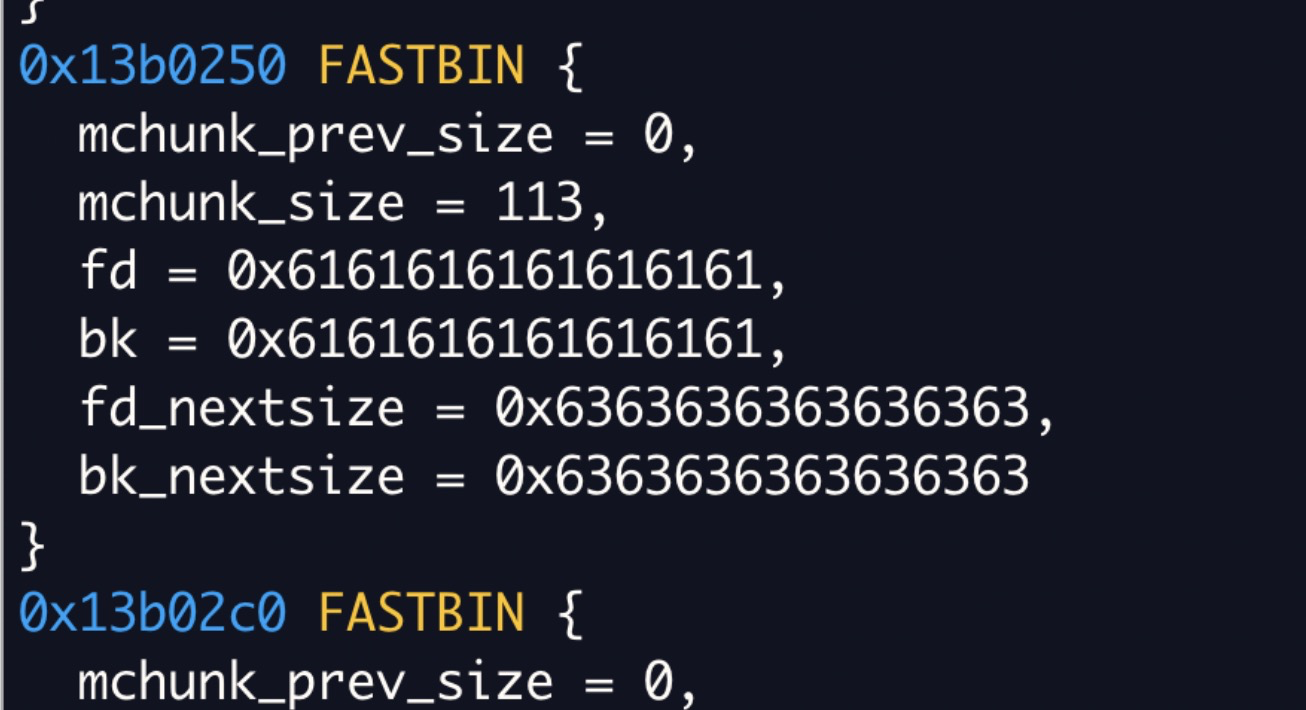 }
0x13b0250 FASTBIN {
  mchunk_prev_size = 0,
  mchunk_size = 113,
  fd = 0x6161616161616161,
  bk = 0x6161616161616161,
  fd_nextsize = 0x6363636363636363,
  bk_nextsize = 0x6363636363636363
}
0x13b02c0 FASTBIN {
  mchunk_prev_size = 0,